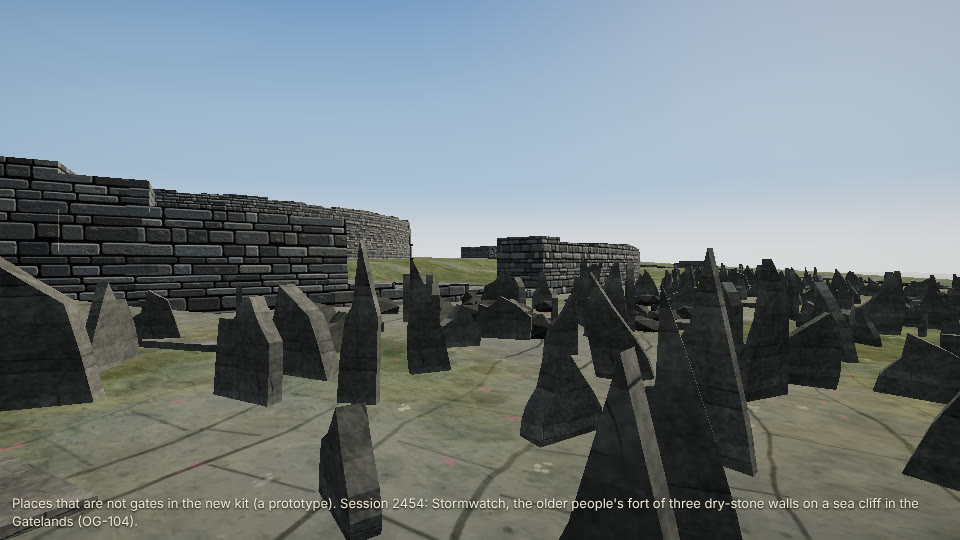 Places that are not gates in the new kit (a prototype). Session 2454: Stormwatch, the older people's fort of three dry-stone walls on a sea cliff in the
Gatelands (OG-104).